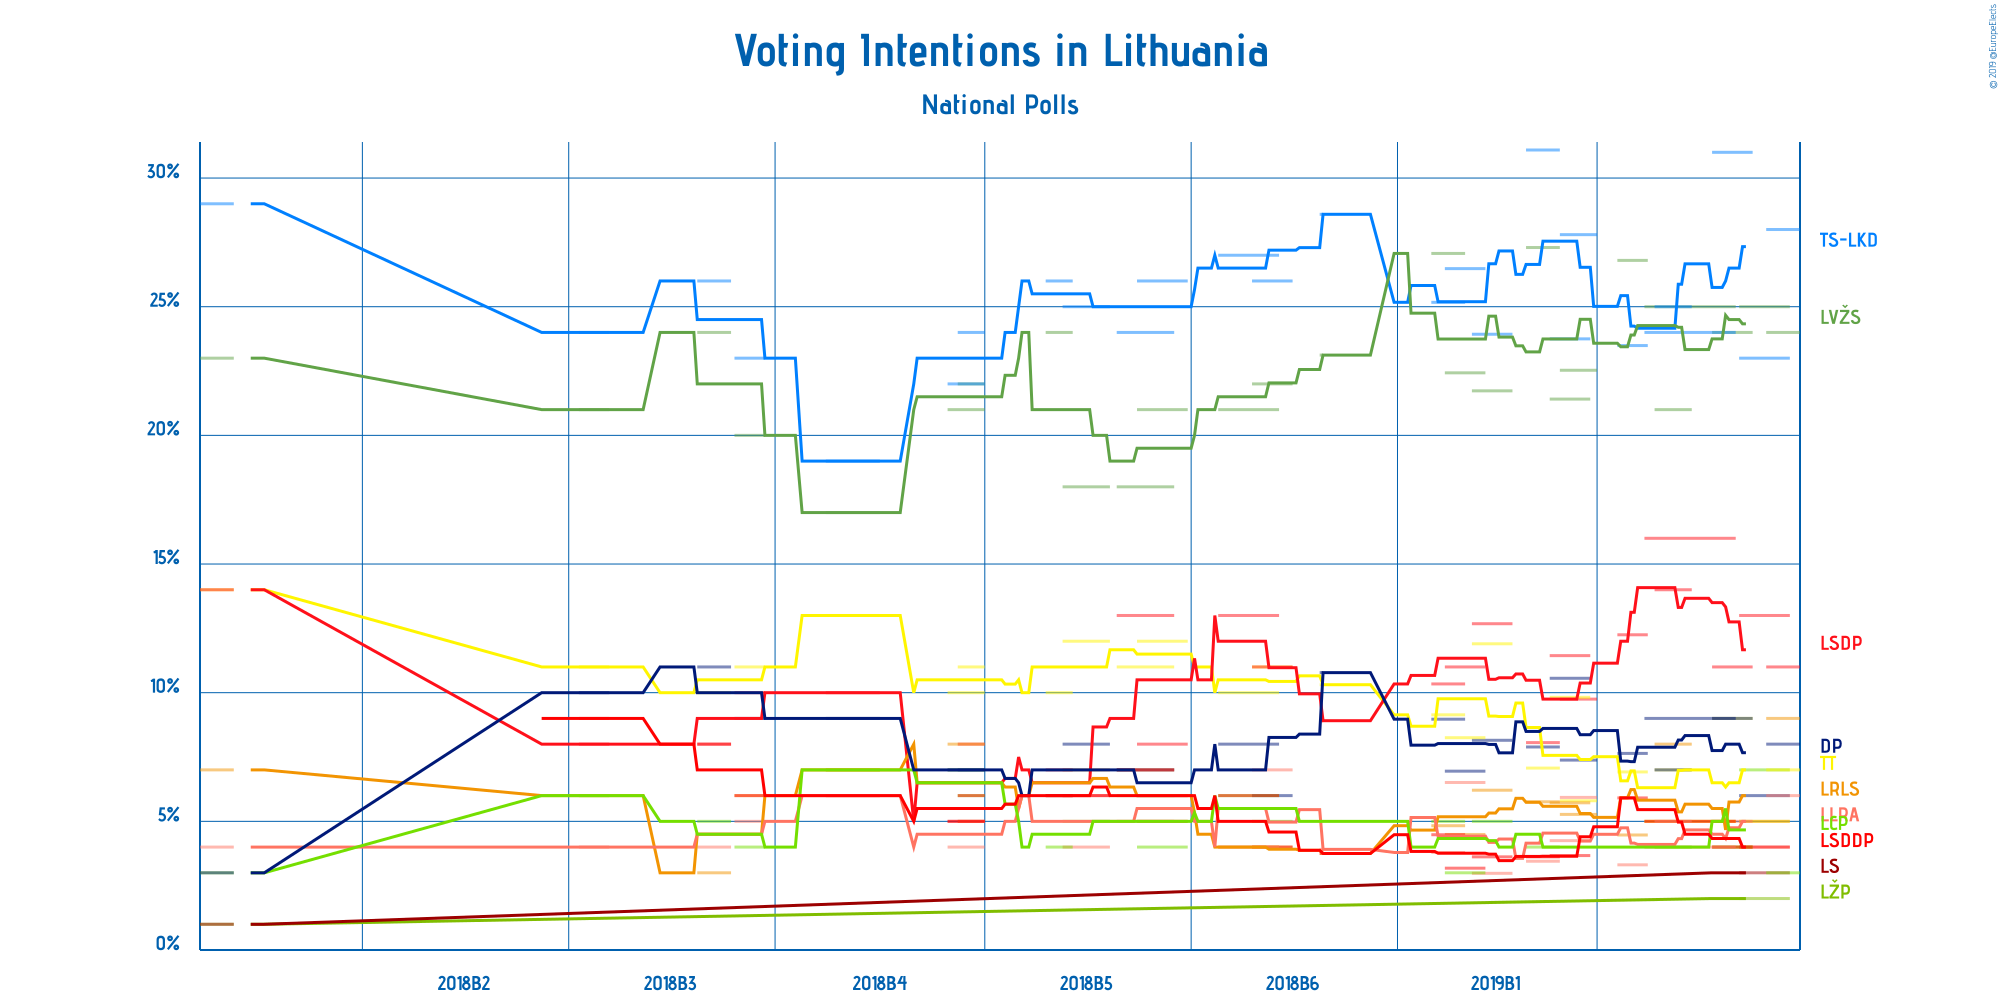 Voting Intentions in Lithuania
National Polls
© 2019 @EuropeElects
30%
25%
20%
15%
10%
5%
0%
TS-LKD
LVŽS
LSDP
DP
TT
LRLS
LLRA
LCP
LSDDP
LS
LŽP
2018B2
2018B3
2018B4
2018B5
2018B6
2019B1